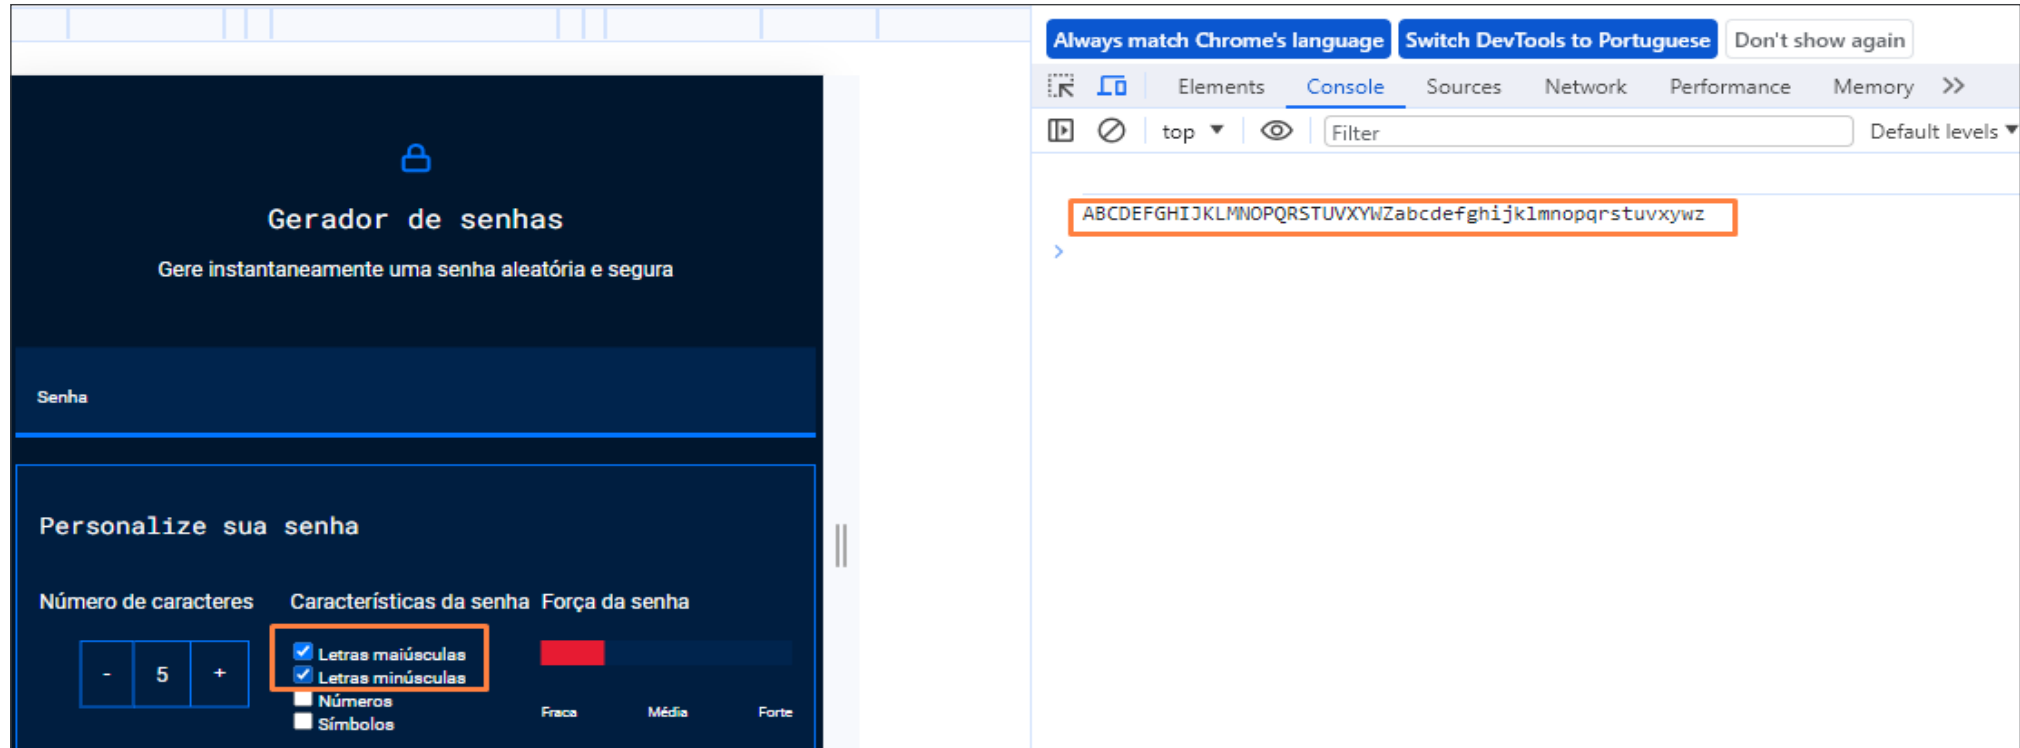 Gerador de senhas
Gere instantaneamente uma senha aleatória e segura
Senha
Personalize sua senha
Número de caracteres
- 5 +
Características da senha
Letras maiúsculas
Letras minúsculas
Números
Símbolos
Força da senha
Fraca Média Forte
Always match Chrome's language Switch DevTools to Portuguese Don't show again
Elements Console Sources Network Performance Memory >>
top ▼ Filter Default levels ▼
ABCDEFGHIJKLMNOPQRSTUVXYWZabcdefghijklmnopqrstuvxywz
>